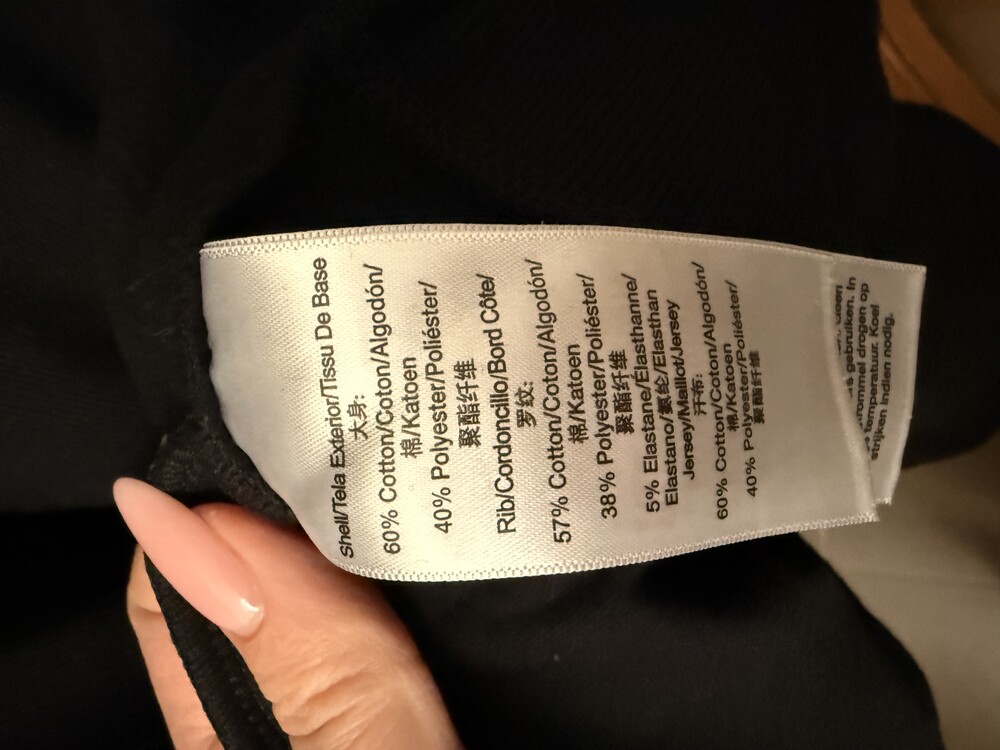 Shell/Tela Exterior/Tissu De Base
大身:
60% Cotton/Coton/Algodón/
棉/Katoen
40% Polyester/Poliéster/
聚酯纤维
Rib/Cordoncillo/Bord Côte/
罗纹:
57% Cotton/Coton/Algodón/
棉/Katoen
38% Polyester/Poliéster/
聚酯纤维
5% Elastane/Élasthanne/
Elastano/氨纶/Elasthan
Jersey/Maillot/Jersey
汗布:
60% Cotton/Coton/Algodón/
棉/Katoen
40% Polyester/Poliéster/
聚酯纤维
gebruiken. In
trommel drogen op
temperatuur. Koel
strijken indien nodig.